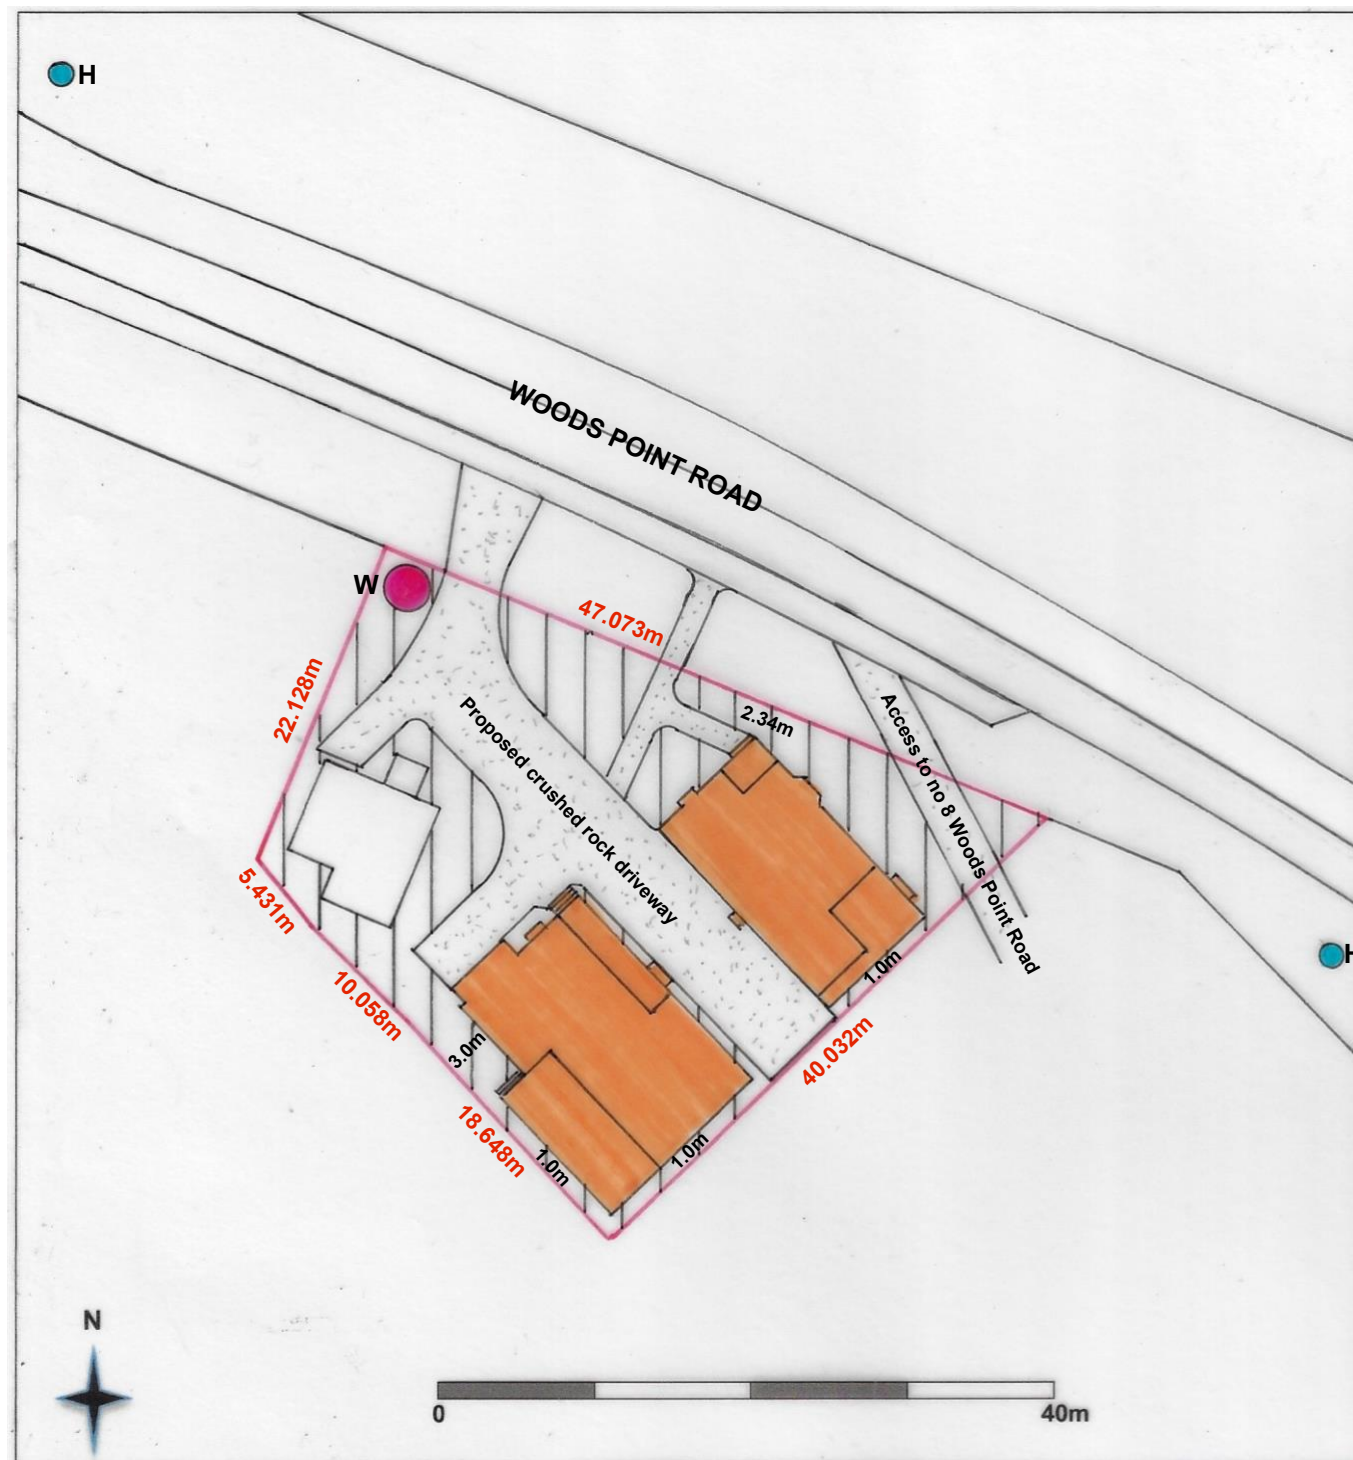 H
WOODS POINT ROAD
W
47.073m
22.128m
2.34m
Proposed crushed rock driveway
Access to no 8 Woods Point Road
5.431m
H
1.0m
10.058m
3.0m
40.032m
18.648m
1.0m
1.0m
N
0
40m